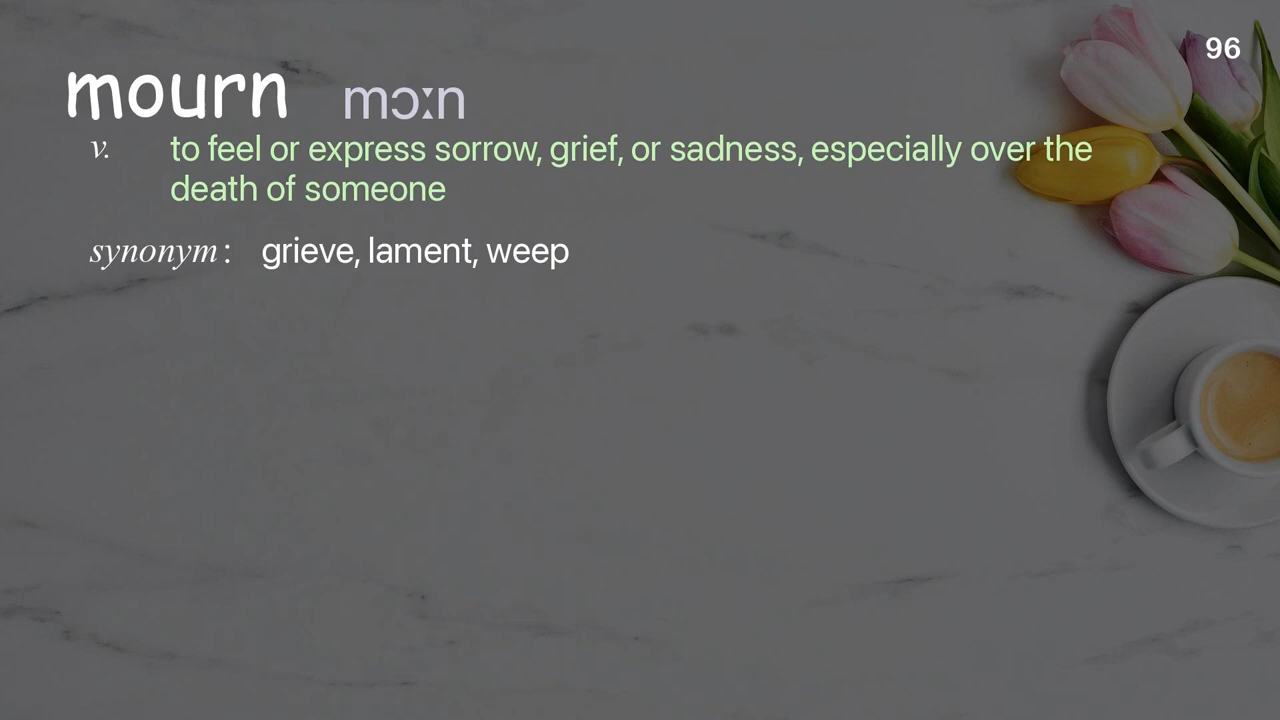 96
mourn mɔːn
v. to feel or express sorrow, grief, or sadness, especially over the
death of someone
synonym : grieve, lament, weep